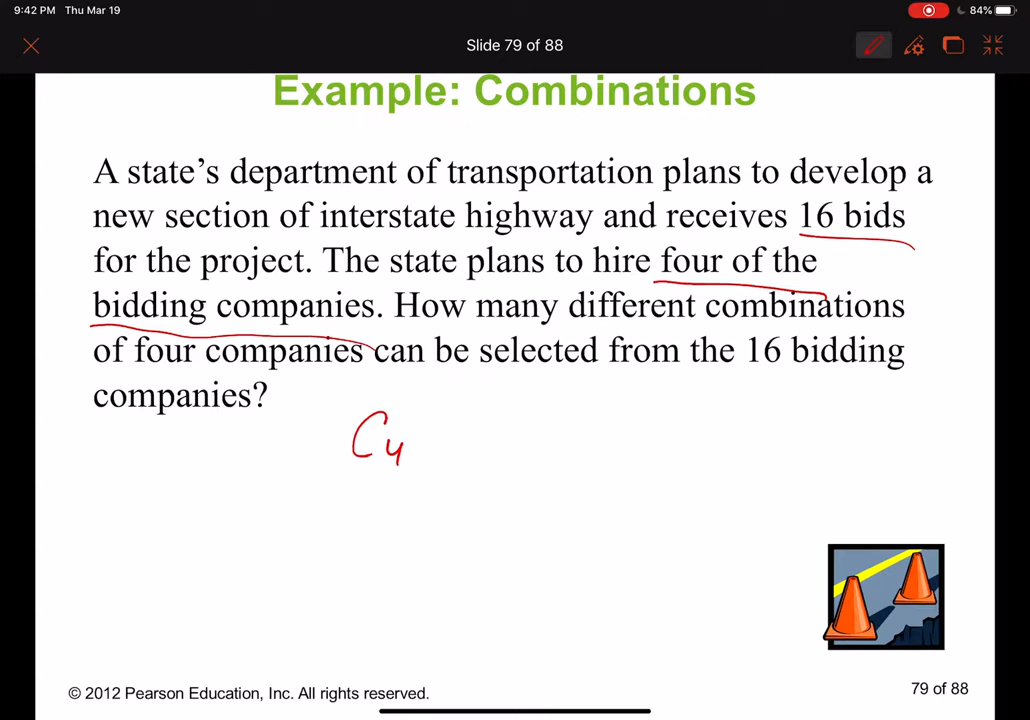 9:42 PM Thu Mar 19
84%
Slide 79 of 88
Example: Combinations
A state’s department of transportation plans to develop a
new section of interstate highway and receives 16 bids
for the project. The state plans to hire four of the
bidding companies. How many different combinations
of four companies can be selected from the 16 bidding
companies?
C4
© 2012 Pearson Education, Inc. All rights reserved.
79 of 88